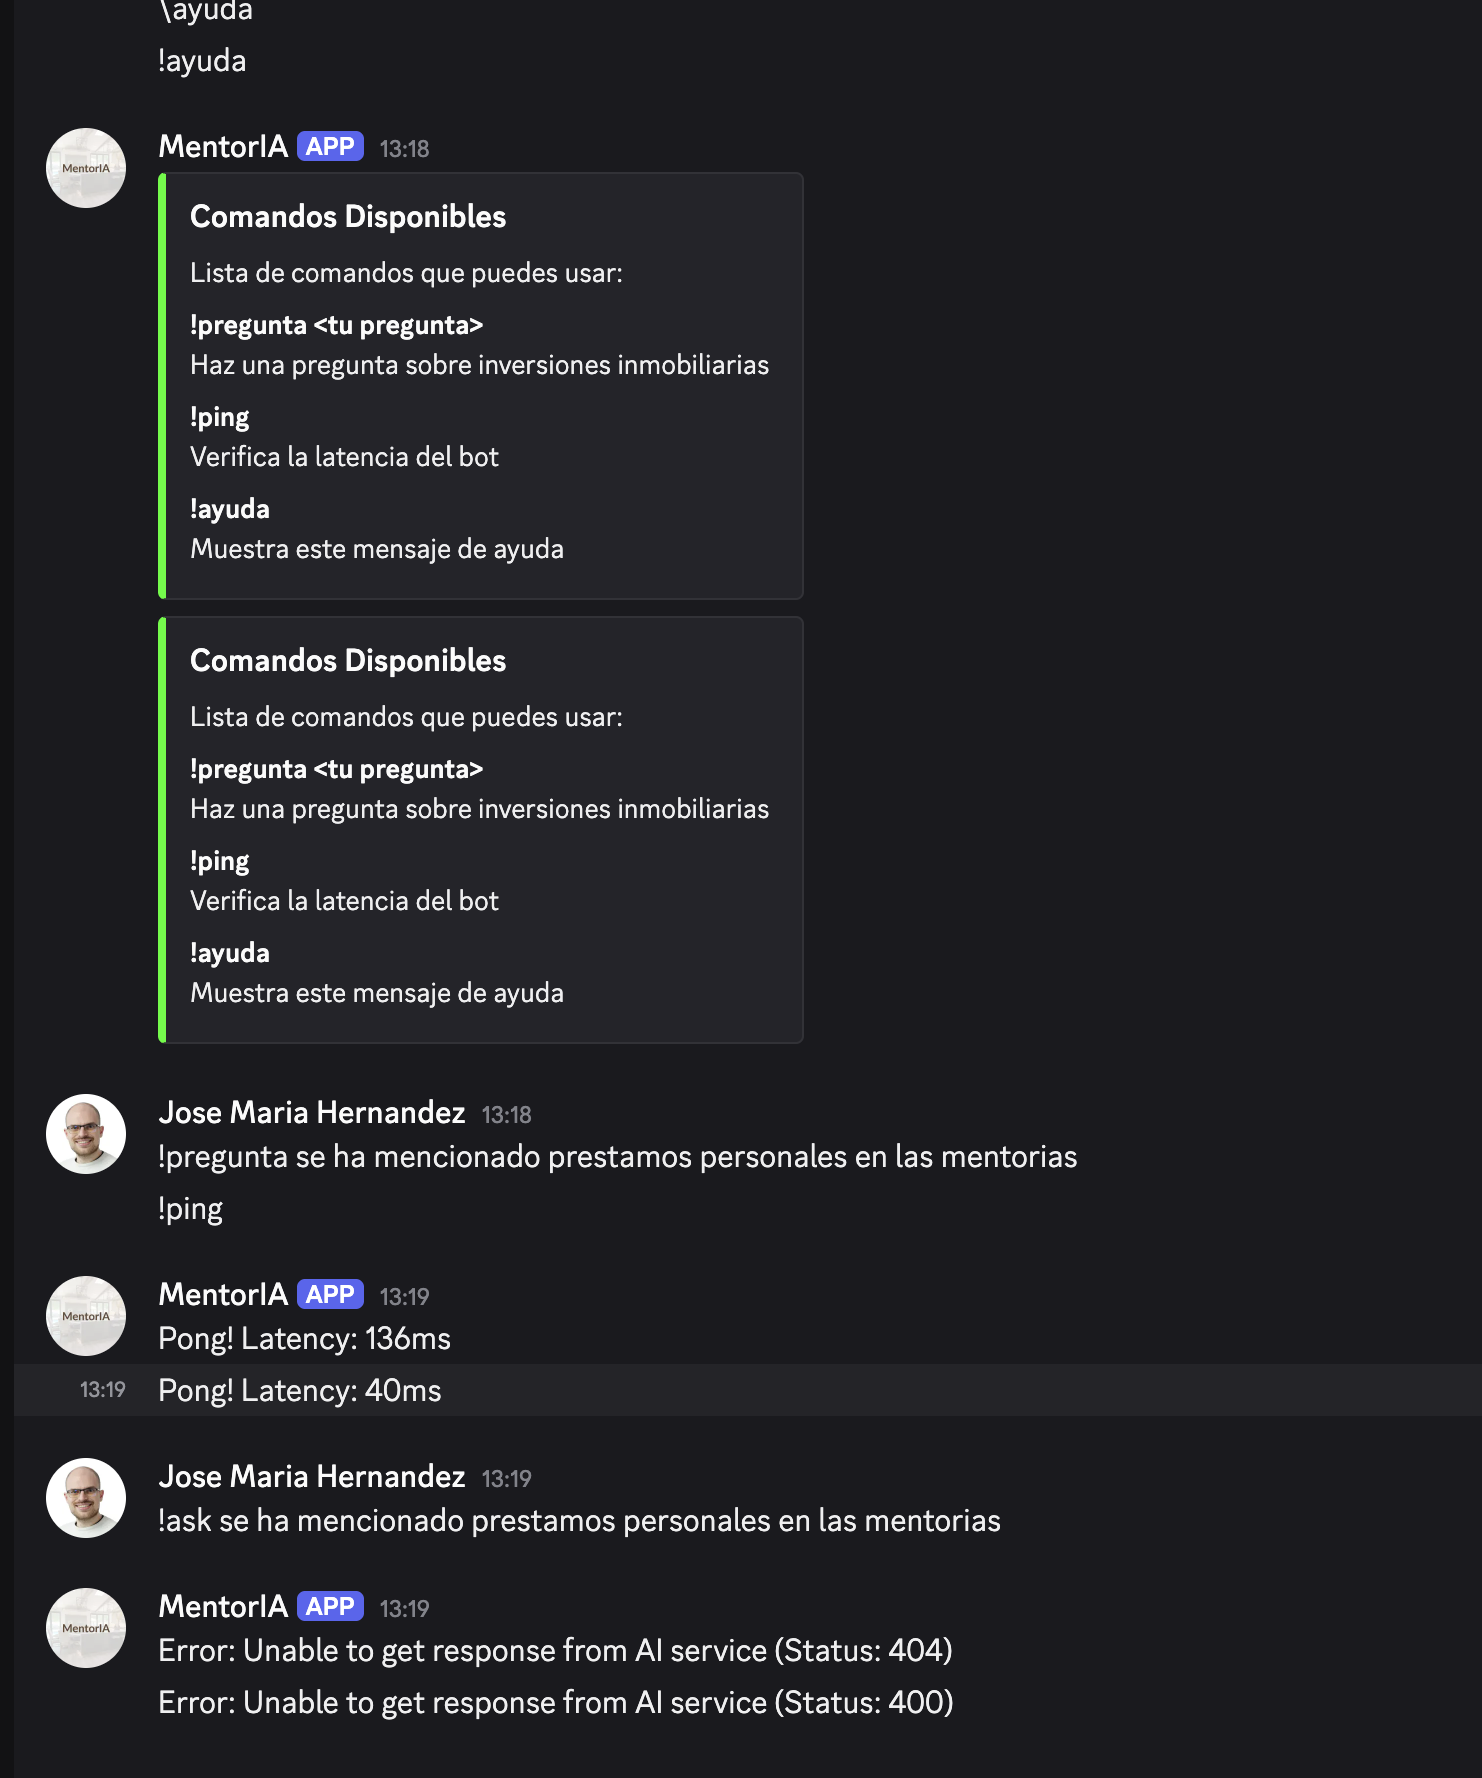 \ayuda
!ayuda
MentorIA
MentorIA APP 13:18
Comandos Disponibles
Lista de comandos que puedes usar:
!pregunta <tu pregunta>
Haz una pregunta sobre inversiones inmobiliarias
!ping
Verifica la latencia del bot
!ayuda
Muestra este mensaje de ayuda
Comandos Disponibles
Lista de comandos que puedes usar:
!pregunta <tu pregunta>
Haz una pregunta sobre inversiones inmobiliarias
!ping
Verifica la latencia del bot
!ayuda
Muestra este mensaje de ayuda
Jose Maria Hernandez 13:18
!pregunta se ha mencionado prestamos personales en las mentorias
!ping
MentorIA
MentorIA APP 13:19
Pong! Latency: 136ms
13:19 Pong! Latency: 40ms
Jose Maria Hernandez 13:19
!ask se ha mencionado prestamos personales en las mentorias
MentorIA
MentorIA APP 13:19
Error: Unable to get response from AI service (Status: 404)
Error: Unable to get response from AI service (Status: 400)